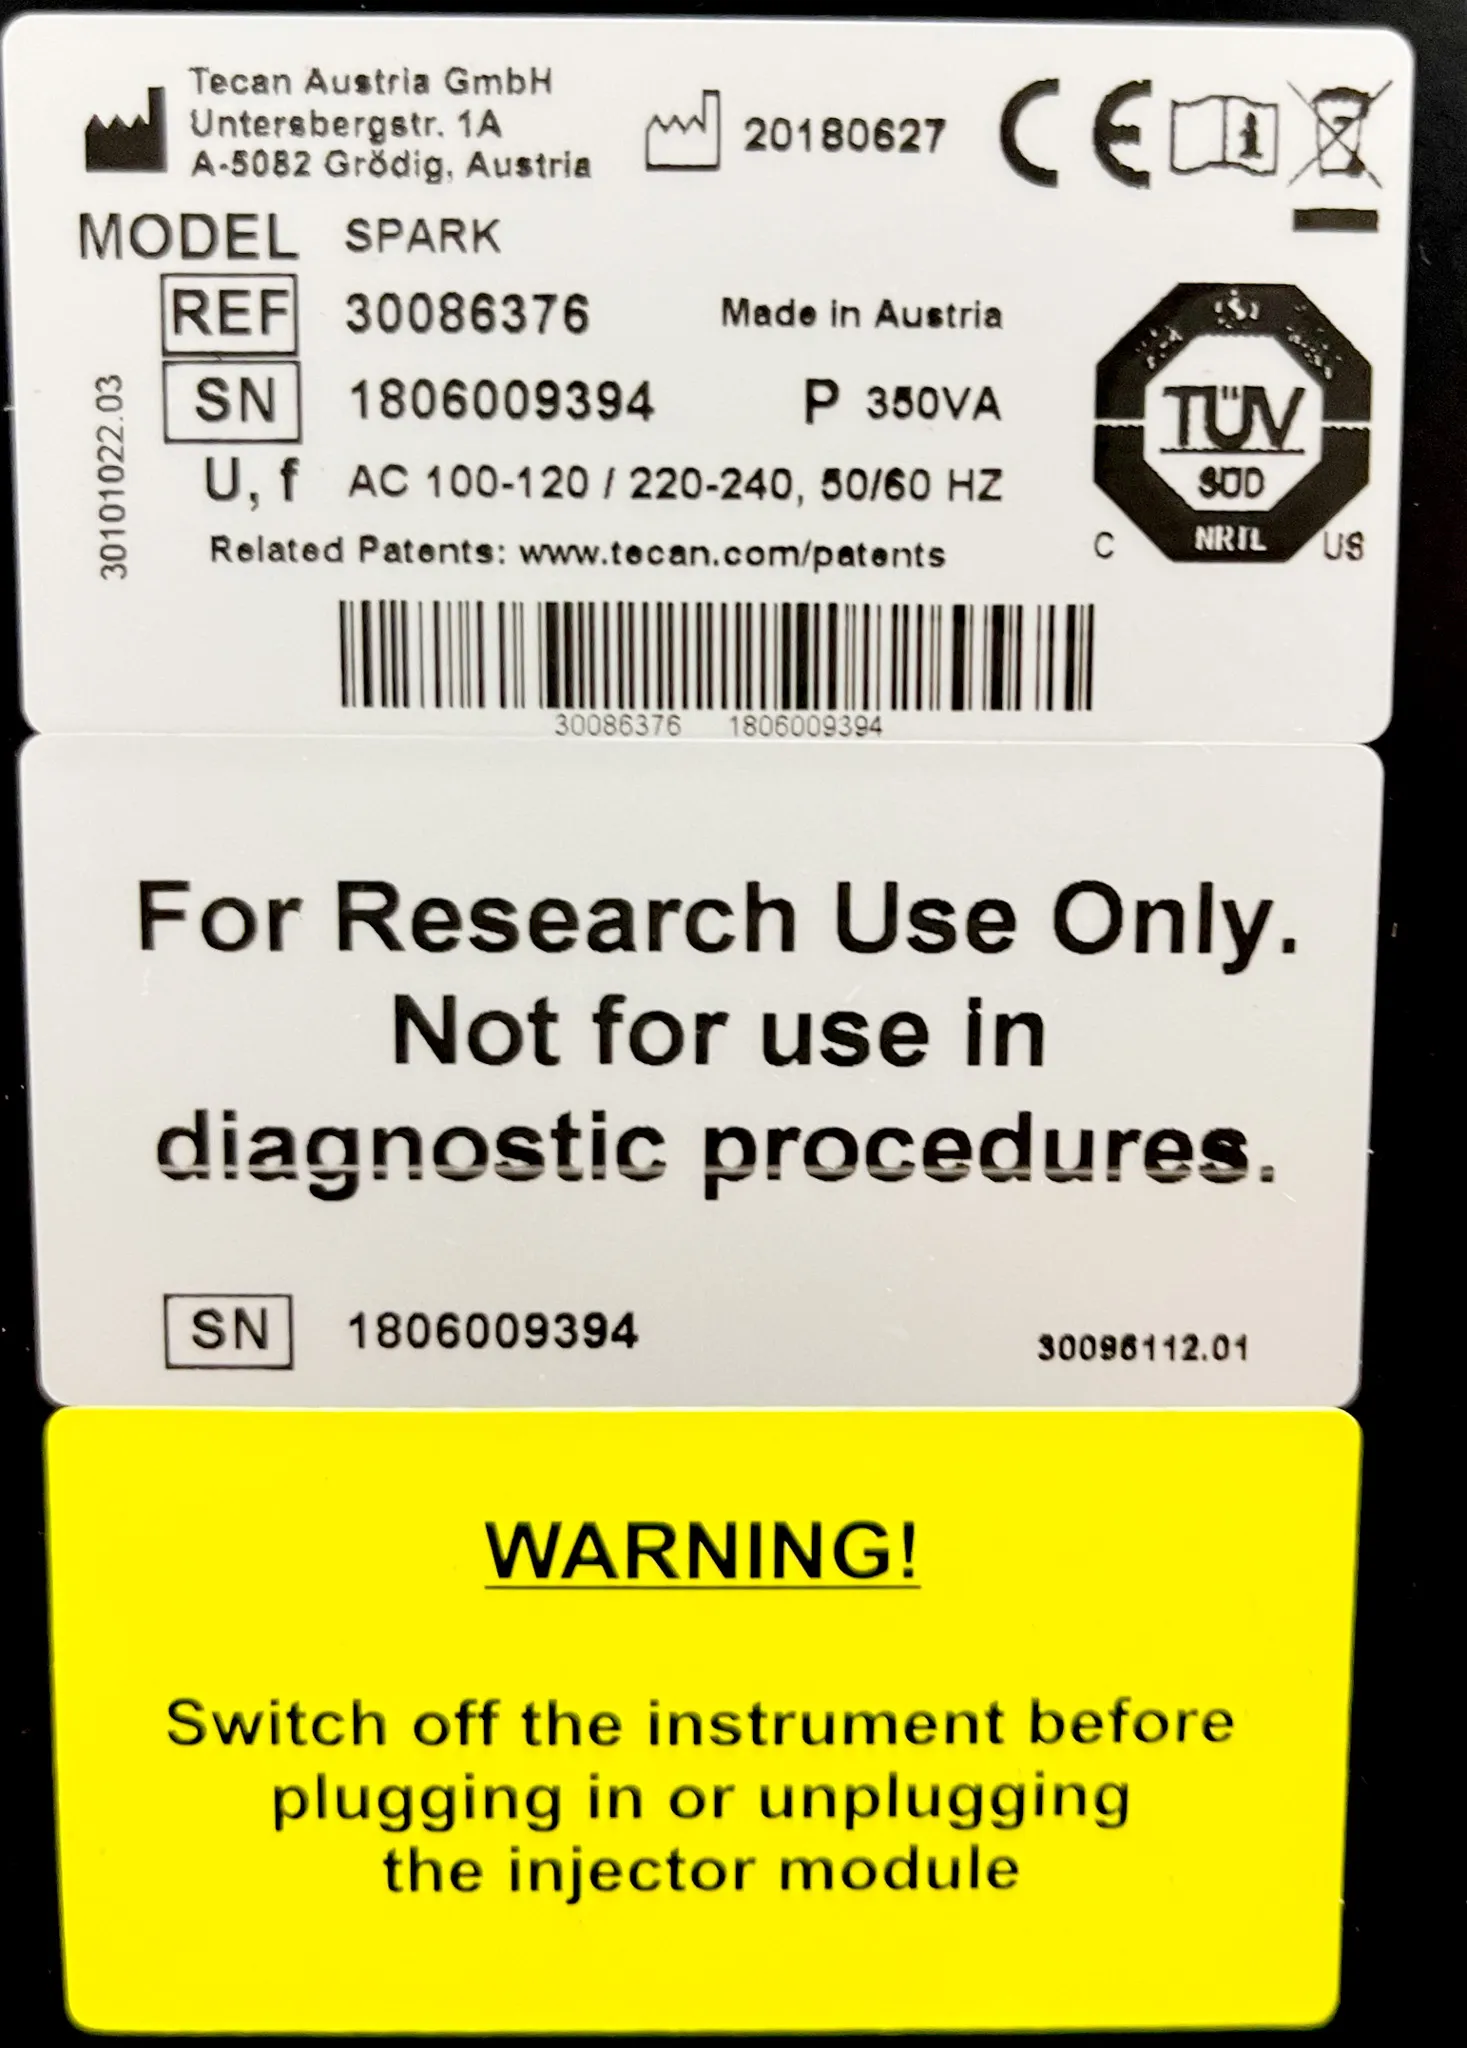 Tecan Austria GmbH
Untersbergstr. 1A
A-5082 Grödig, Austria
20180627
CE
MODEL SPARK
REF 30086376 Made in Austria
SN 1806009394 P 350VA
U, f AC 100-120 / 220-240, 50/60 HZ
Related Patents: www.tecan.com/patents
30101022.03
TÜV
SÜD
C NRTL US
30086376 1806009394
For Research Use Only.
Not for use in
diagnostic procedures.
SN 1806009394 30096112.01
WARNING!
Switch off the instrument before
plugging in or unplugging
the injector module